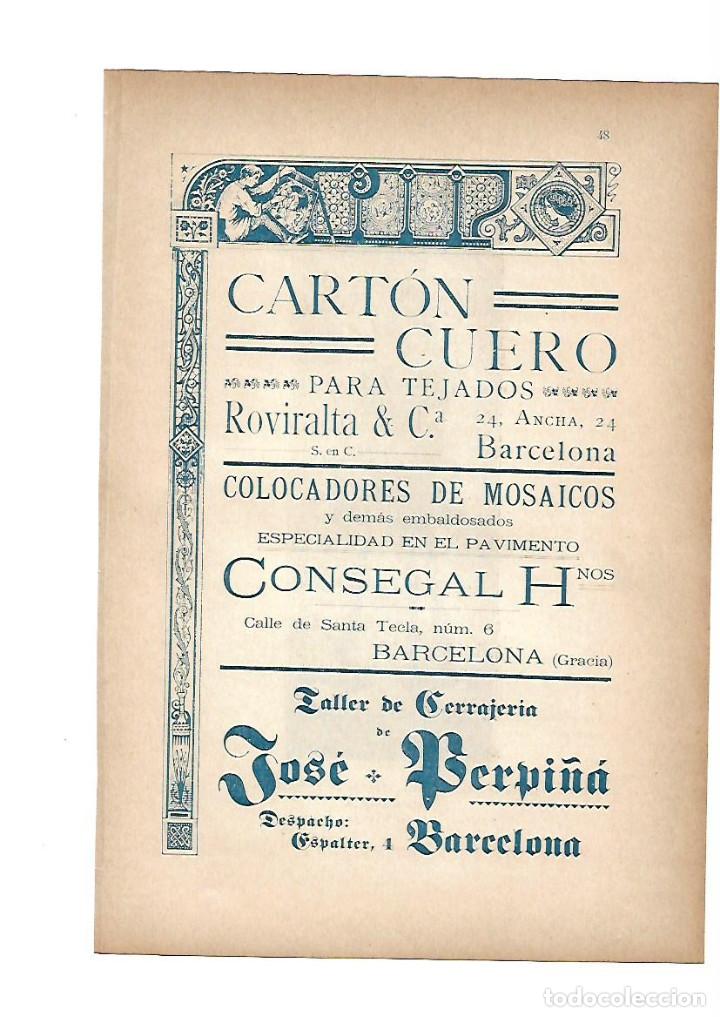 48
CARTÓN
CUERO
PARA TEJADOS
Roviralta & C.ª 24, ANCHA, 24
S. en C. Barcelona
COLOCADORES DE MOSAICOS
y demás embaldosados
ESPECIALIDAD EN EL PAVIMENTO
CONSEGAL HNOS
Calle de Santa Tecla, núm. 6
BARCELONA (Gracia)
Taller de Cerrajeria
de
José Perpiñá
Despacho:
Espalter, 4 Barcelona
todocoleccion